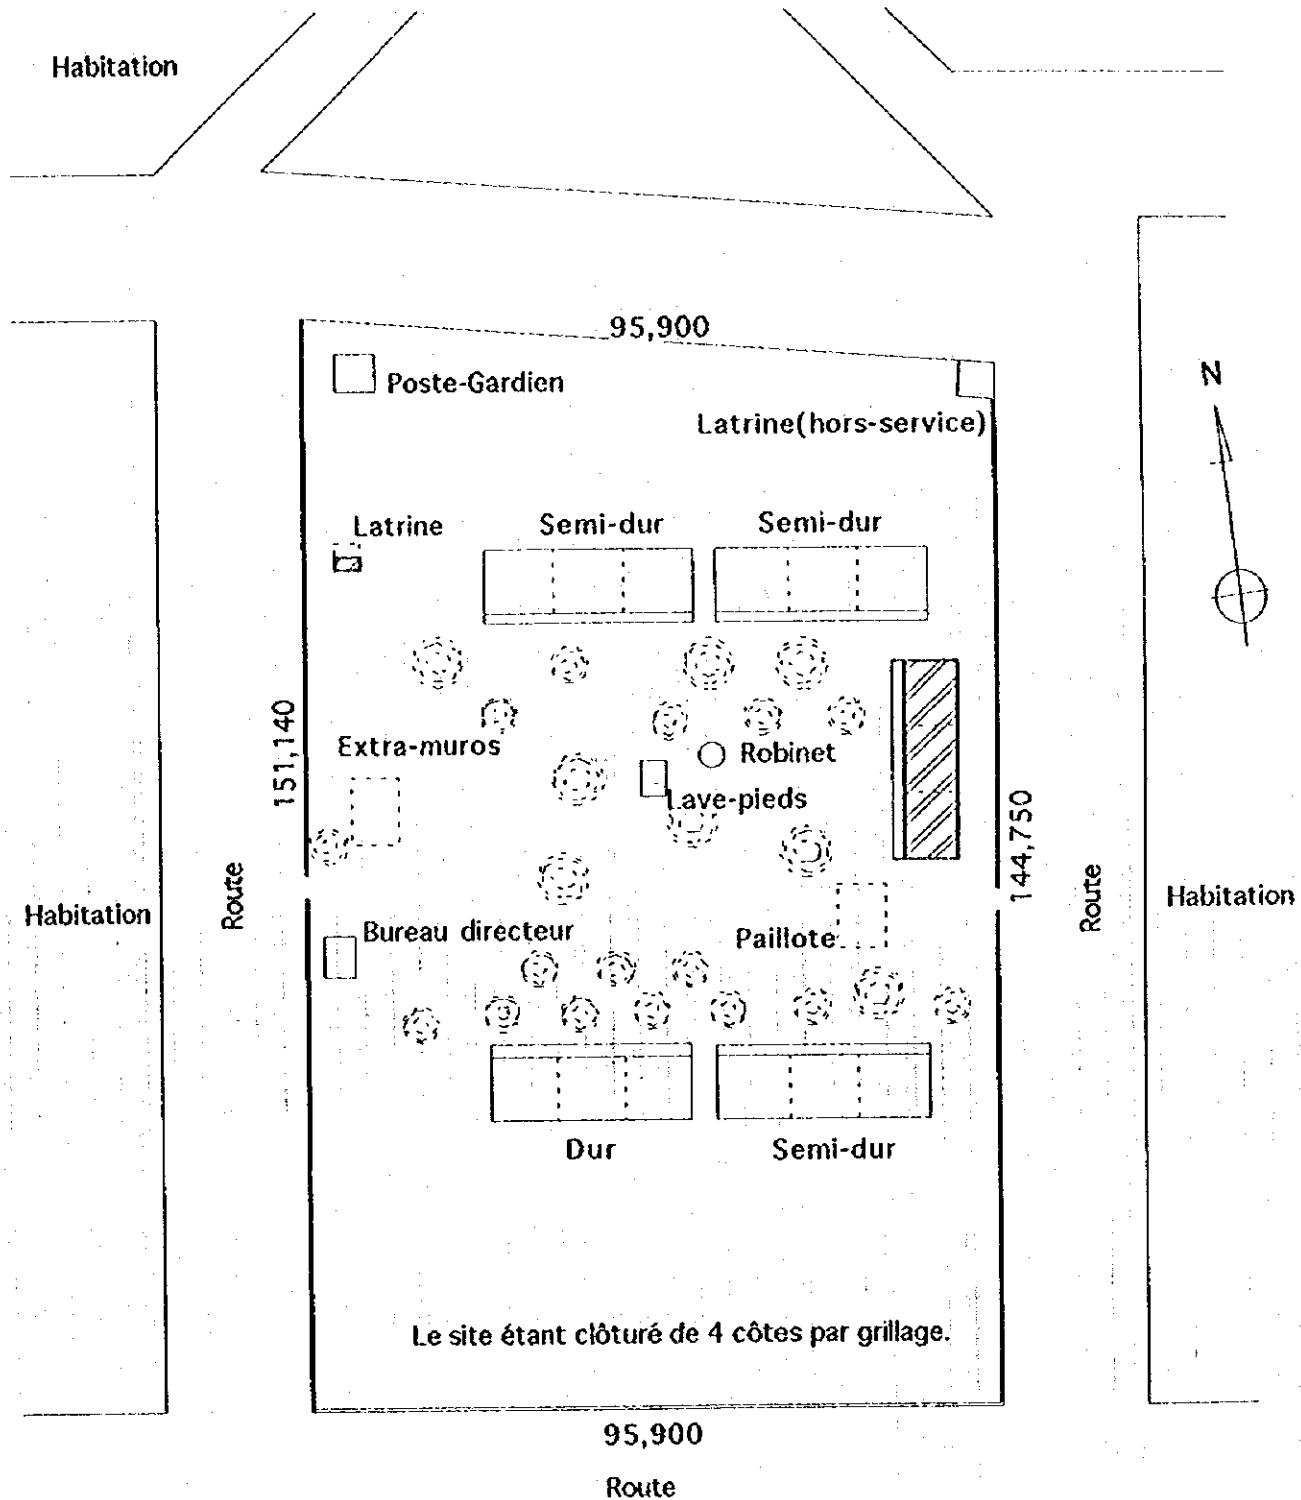 Habitation
95,900
Poste-Gardien
N
Latrine(hors-service)
Latrine
Semi-dur
Semi-dur
151,140
Extra-muros
Robinet
Lave-pieds
144,750
Route
Route
Habitation
Habitation
Bureau directeur
Paillote
Dur
Semi-dur
Le site étant clôturé de 4 côtes par grillage.
95,900
Route